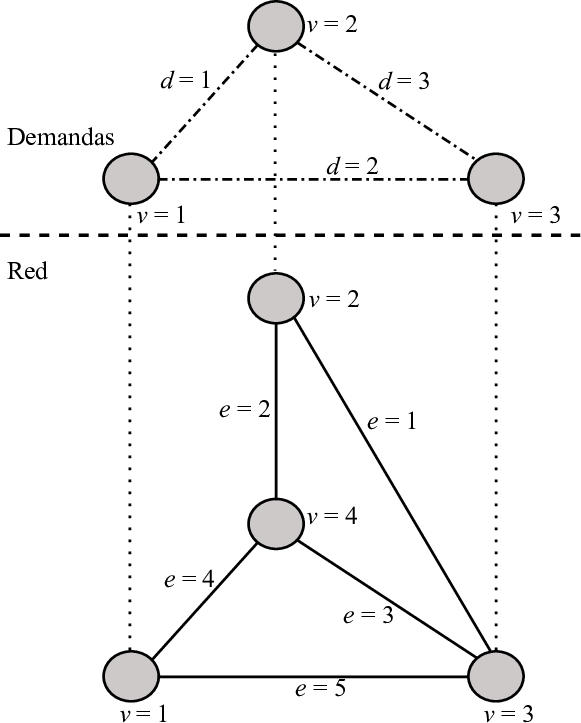 v = 2
d = 1
d = 3
Demandas
d = 2
v = 1
v = 3
Red
v = 2
e = 2
e = 1
v = 4
e = 4
e = 3
e = 5
v = 1
v = 3